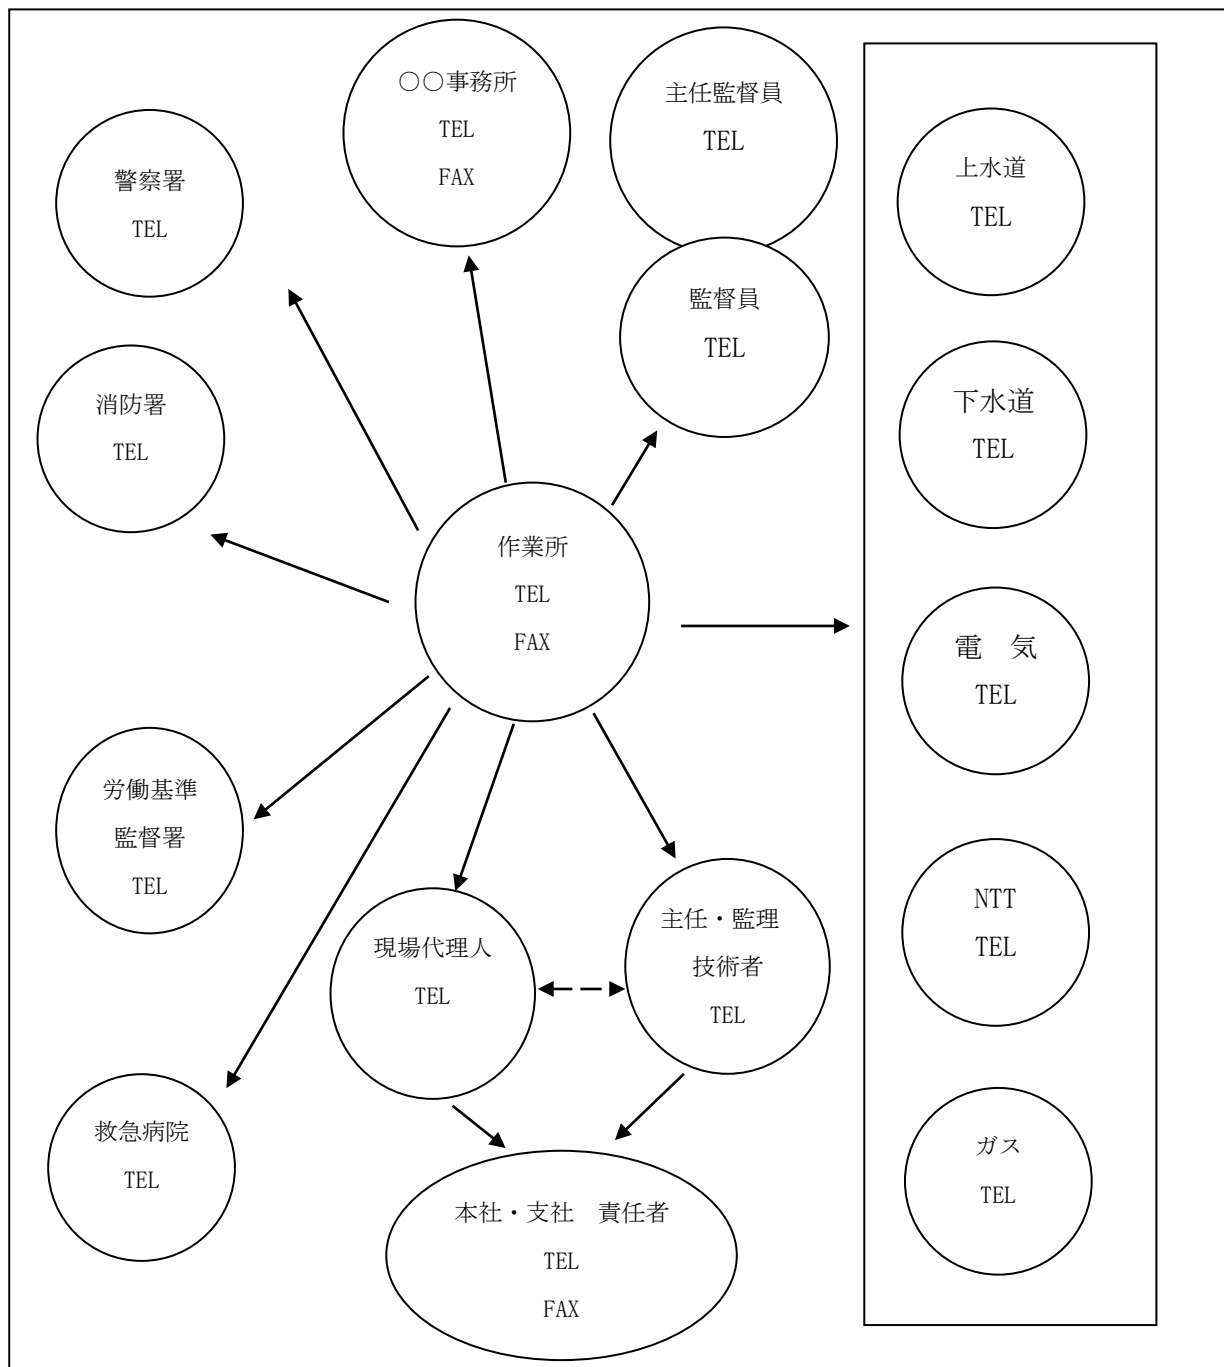 〇〇事務所
TEL
FAX
主任監督員
TEL
警察署
TEL
上水道
TEL
監督員
TEL
消防署
TEL
下水道
TEL
作業所
TEL
FAX
電　気
TEL
労働基準
監督署
TEL
現場代理人
TEL
主任・監理
技術者
TEL
NTT
TEL
救急病院
TEL
ガス
TEL
本社・支社　責任者
TEL
FAX